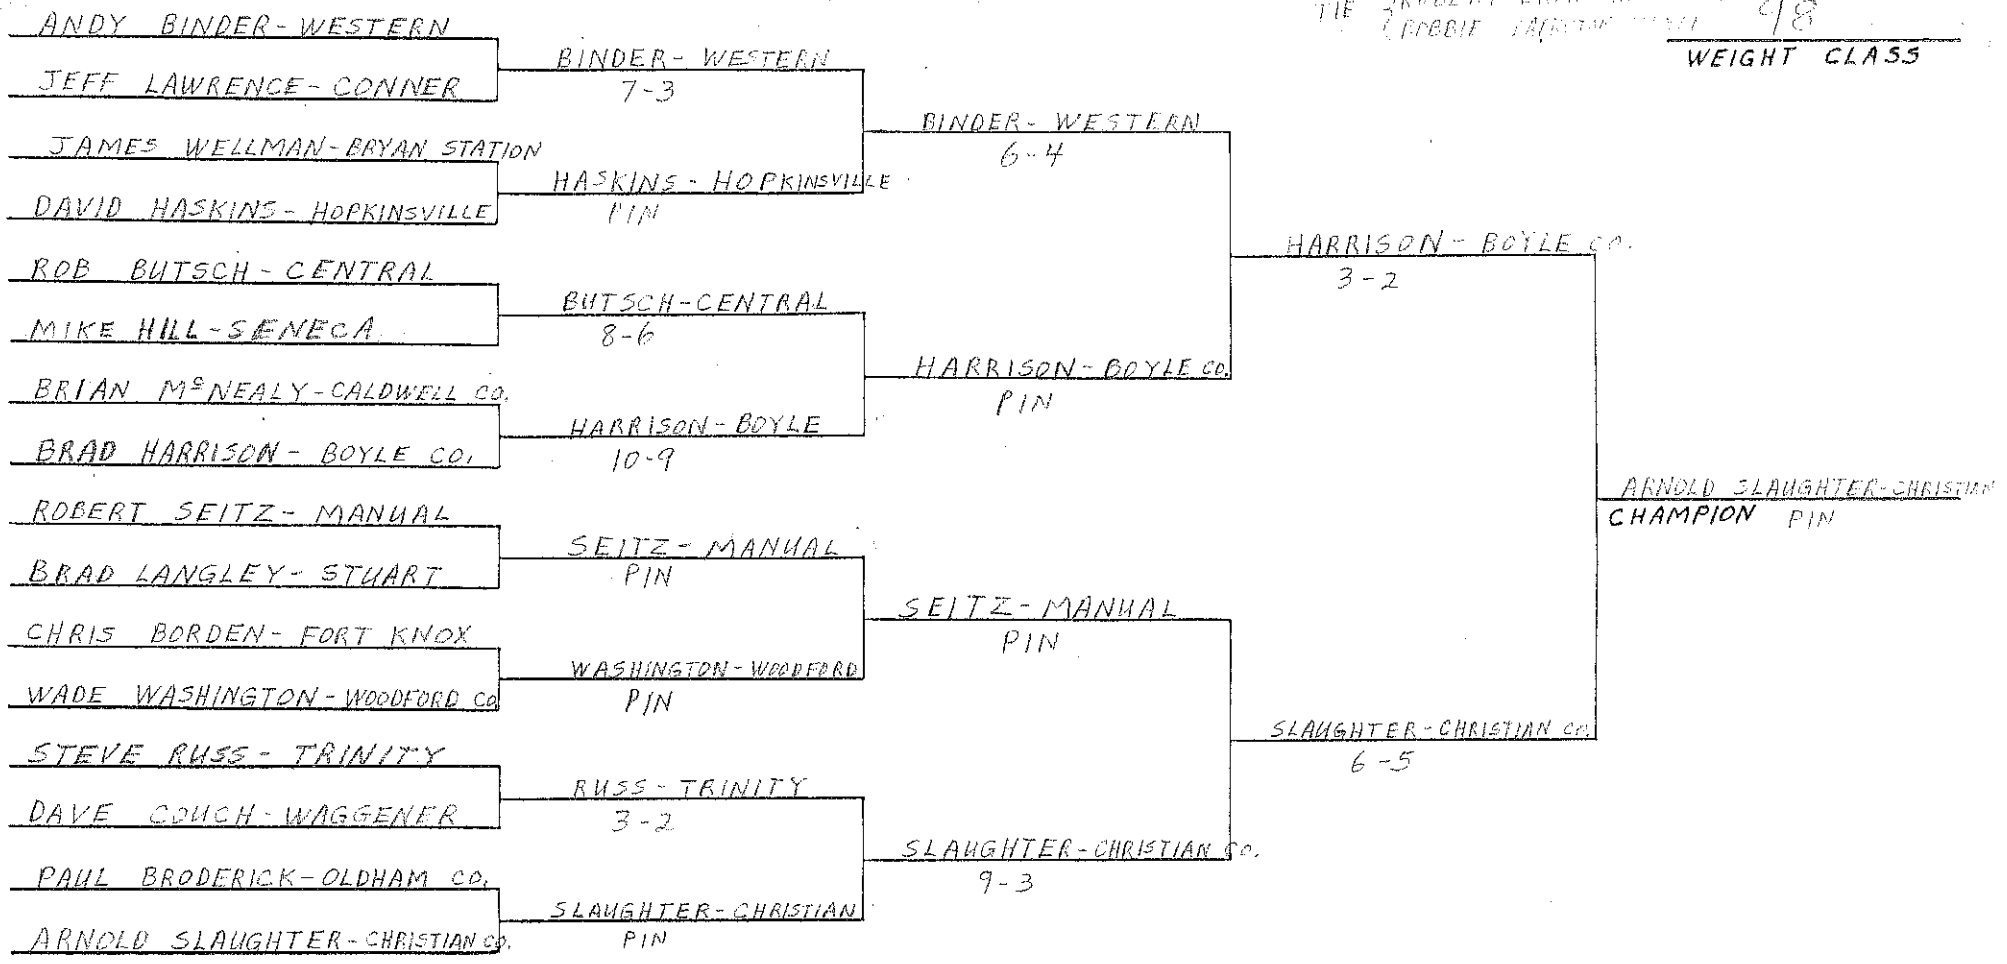 TIE
98
WEIGHT CLASS
ANDY BINDER-WESTERN
JEFF LAWRENCE-CONNER
JAMES WELLMAN-BRYAN STATION
DAVID HASKINS-HOPKINSVILLE
ROB BUTSCH-CENTRAL
MIKE HILL-SENECA
BRIAN McNEALY-CALDWELL CO.
BRAD HARRISON-BOYLE CO.
ROBERT SEITZ-MANUAL
BRAD LANGLEY-STUART
CHRIS BORDEN-FORT KNOX
WADE WASHINGTON-WOODFORD CO
STEVE RUSS-TRINITY
DAVE COUCH-WAGGENER
PAUL BRODERICK-OLDHAM CO.
ARNOLD SLAUGHTER-CHRISTIAN CO.
BINDER-WESTERN
7-3
HASKINS-HOPKINSVILLE
PIN
BUTSCH-CENTRAL
8-6
HARRISON-BOYLE
10-9
SEITZ-MANUAL
PIN
WASHINGTON-WOODFORD
PIN
RUSS-TRINITY
3-2
SLAUGHTER-CHRISTIAN
PIN
BINDER-WESTERN
6-4
HARRISON-BOYLE CO.
PIN
SEITZ-MANUAL
PIN
SLAUGHTER-CHRISTIAN CO.
9-3
HARRISON-BOYLE CO.
3-2
SLAUGHTER-CHRISTIAN CO.
6-5
ARNOLD SLAUGHTER-CHRISTIAN
CHAMPION PIN